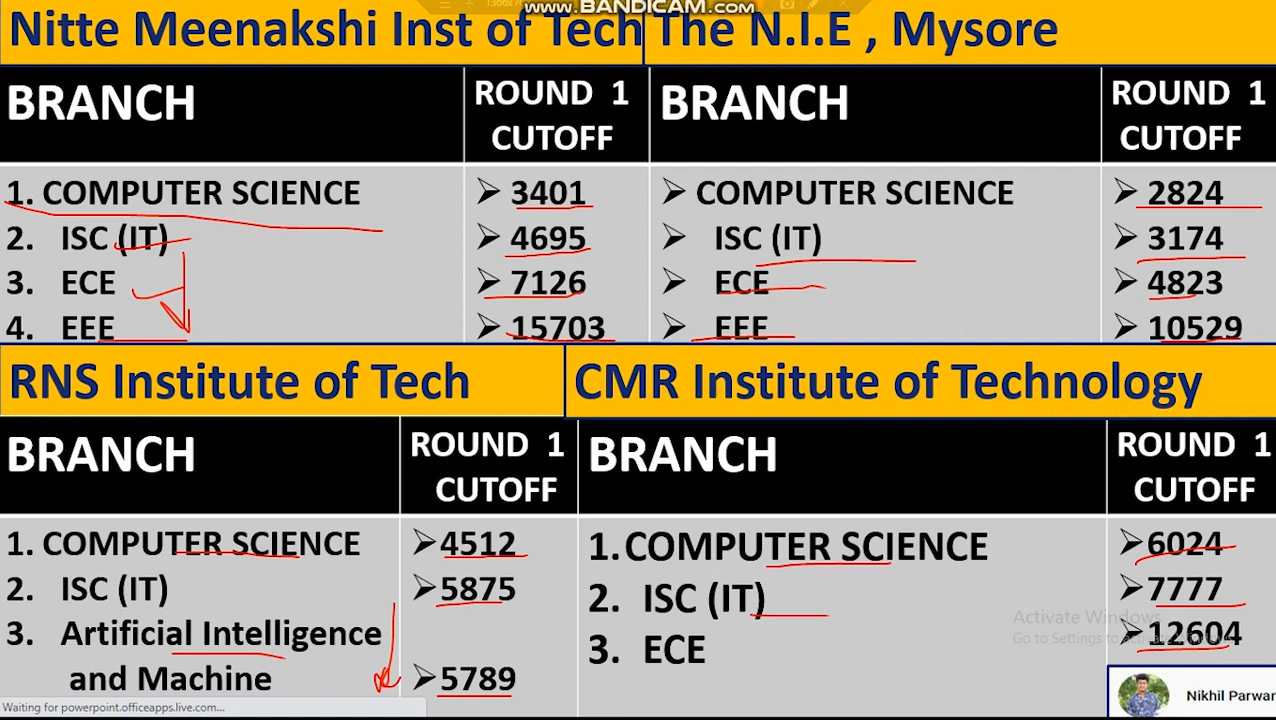 1366x7
www.BANDICAM.com
Nitte Meenakshi Inst of Tech
BRANCH
ROUND 1
CUTOFF
1. COMPUTER SCIENCE
➤ 3401
2. ISC (IT)
➤ 4695
3. ECE
➤ 7126
4. EEE
➤ 15703
The N.I.E , Mysore
BRANCH
ROUND 1
CUTOFF
➤ COMPUTER SCIENCE
➤ 2824
➤ ISC (IT)
➤ 3174
➤ ECE
➤ 4823
➤ EEE
➤ 10529
RNS Institute of Tech
BRANCH
ROUND 1
CUTOFF
1. COMPUTER SCIENCE
➤4512
2. ISC (IT)
➤5875
3. Artificial Intelligence
and Machine
➤5789
CMR Institute of Technology
BRANCH
ROUND 1
CUTOFF
1.COMPUTER SCIENCE
➤6024
2. ISC (IT)
➤7777
3. ECE
➤12604
Activate Windows
Go to Settings to activate Windows.
Nikhil Parwar
Waiting for powerpoint.officeapps.live.com...